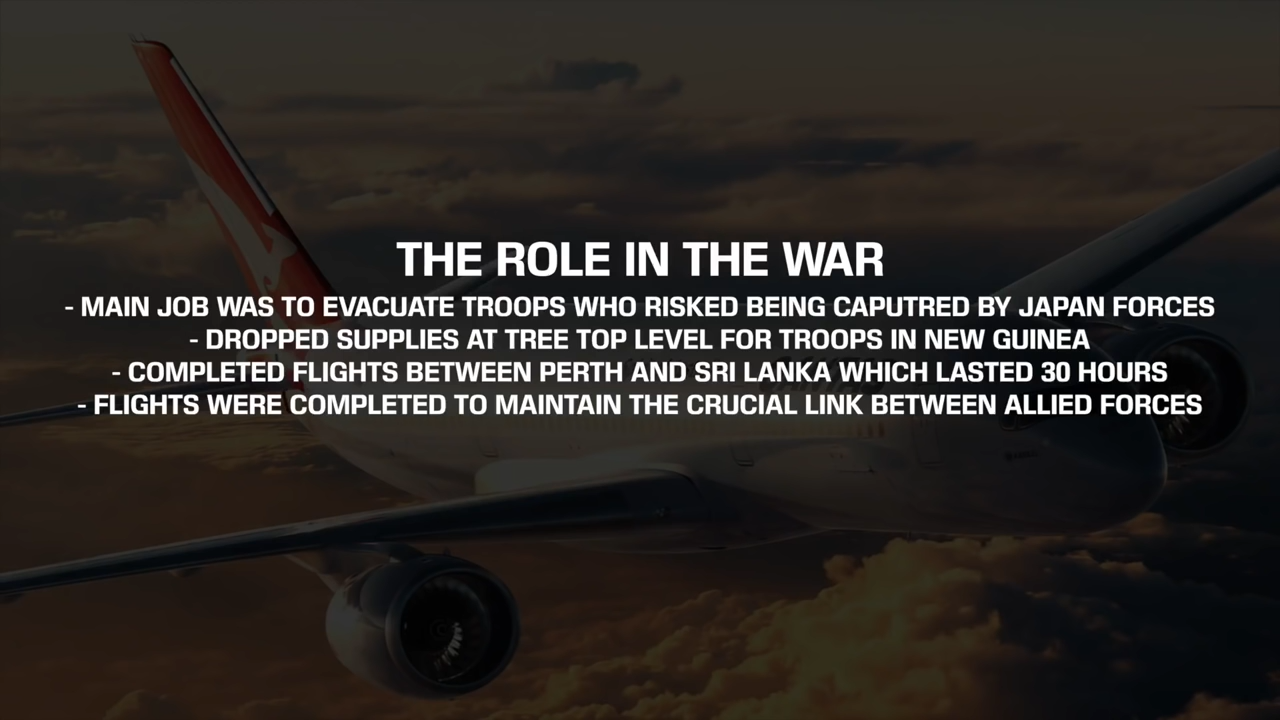 THE ROLE IN THE WAR
- MAIN JOB WAS TO EVACUATE TROOPS WHO RISKED BEING CAPUTRED BY JAPAN FORCES
- DROPPED SUPPLIES AT TREE TOP LEVEL FOR TROOPS IN NEW GUINEA
- COMPLETED FLIGHTS BETWEEN PERTH AND SRI LANKA WHICH LASTED 30 HOURS
- FLIGHTS WERE COMPLETED TO MAINTAIN THE CRUCIAL LINK BETWEEN ALLIED FORCES